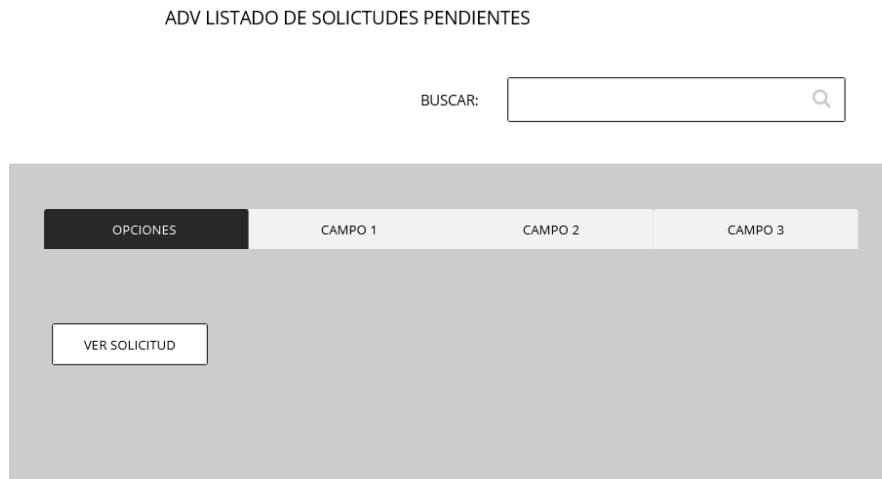 ADV LISTADO DE SOLICTUDES PENDIENTES
BUSCAR:
OPCIONES CAMPO 1 CAMPO 2 CAMPO 3
VER SOLICITUD